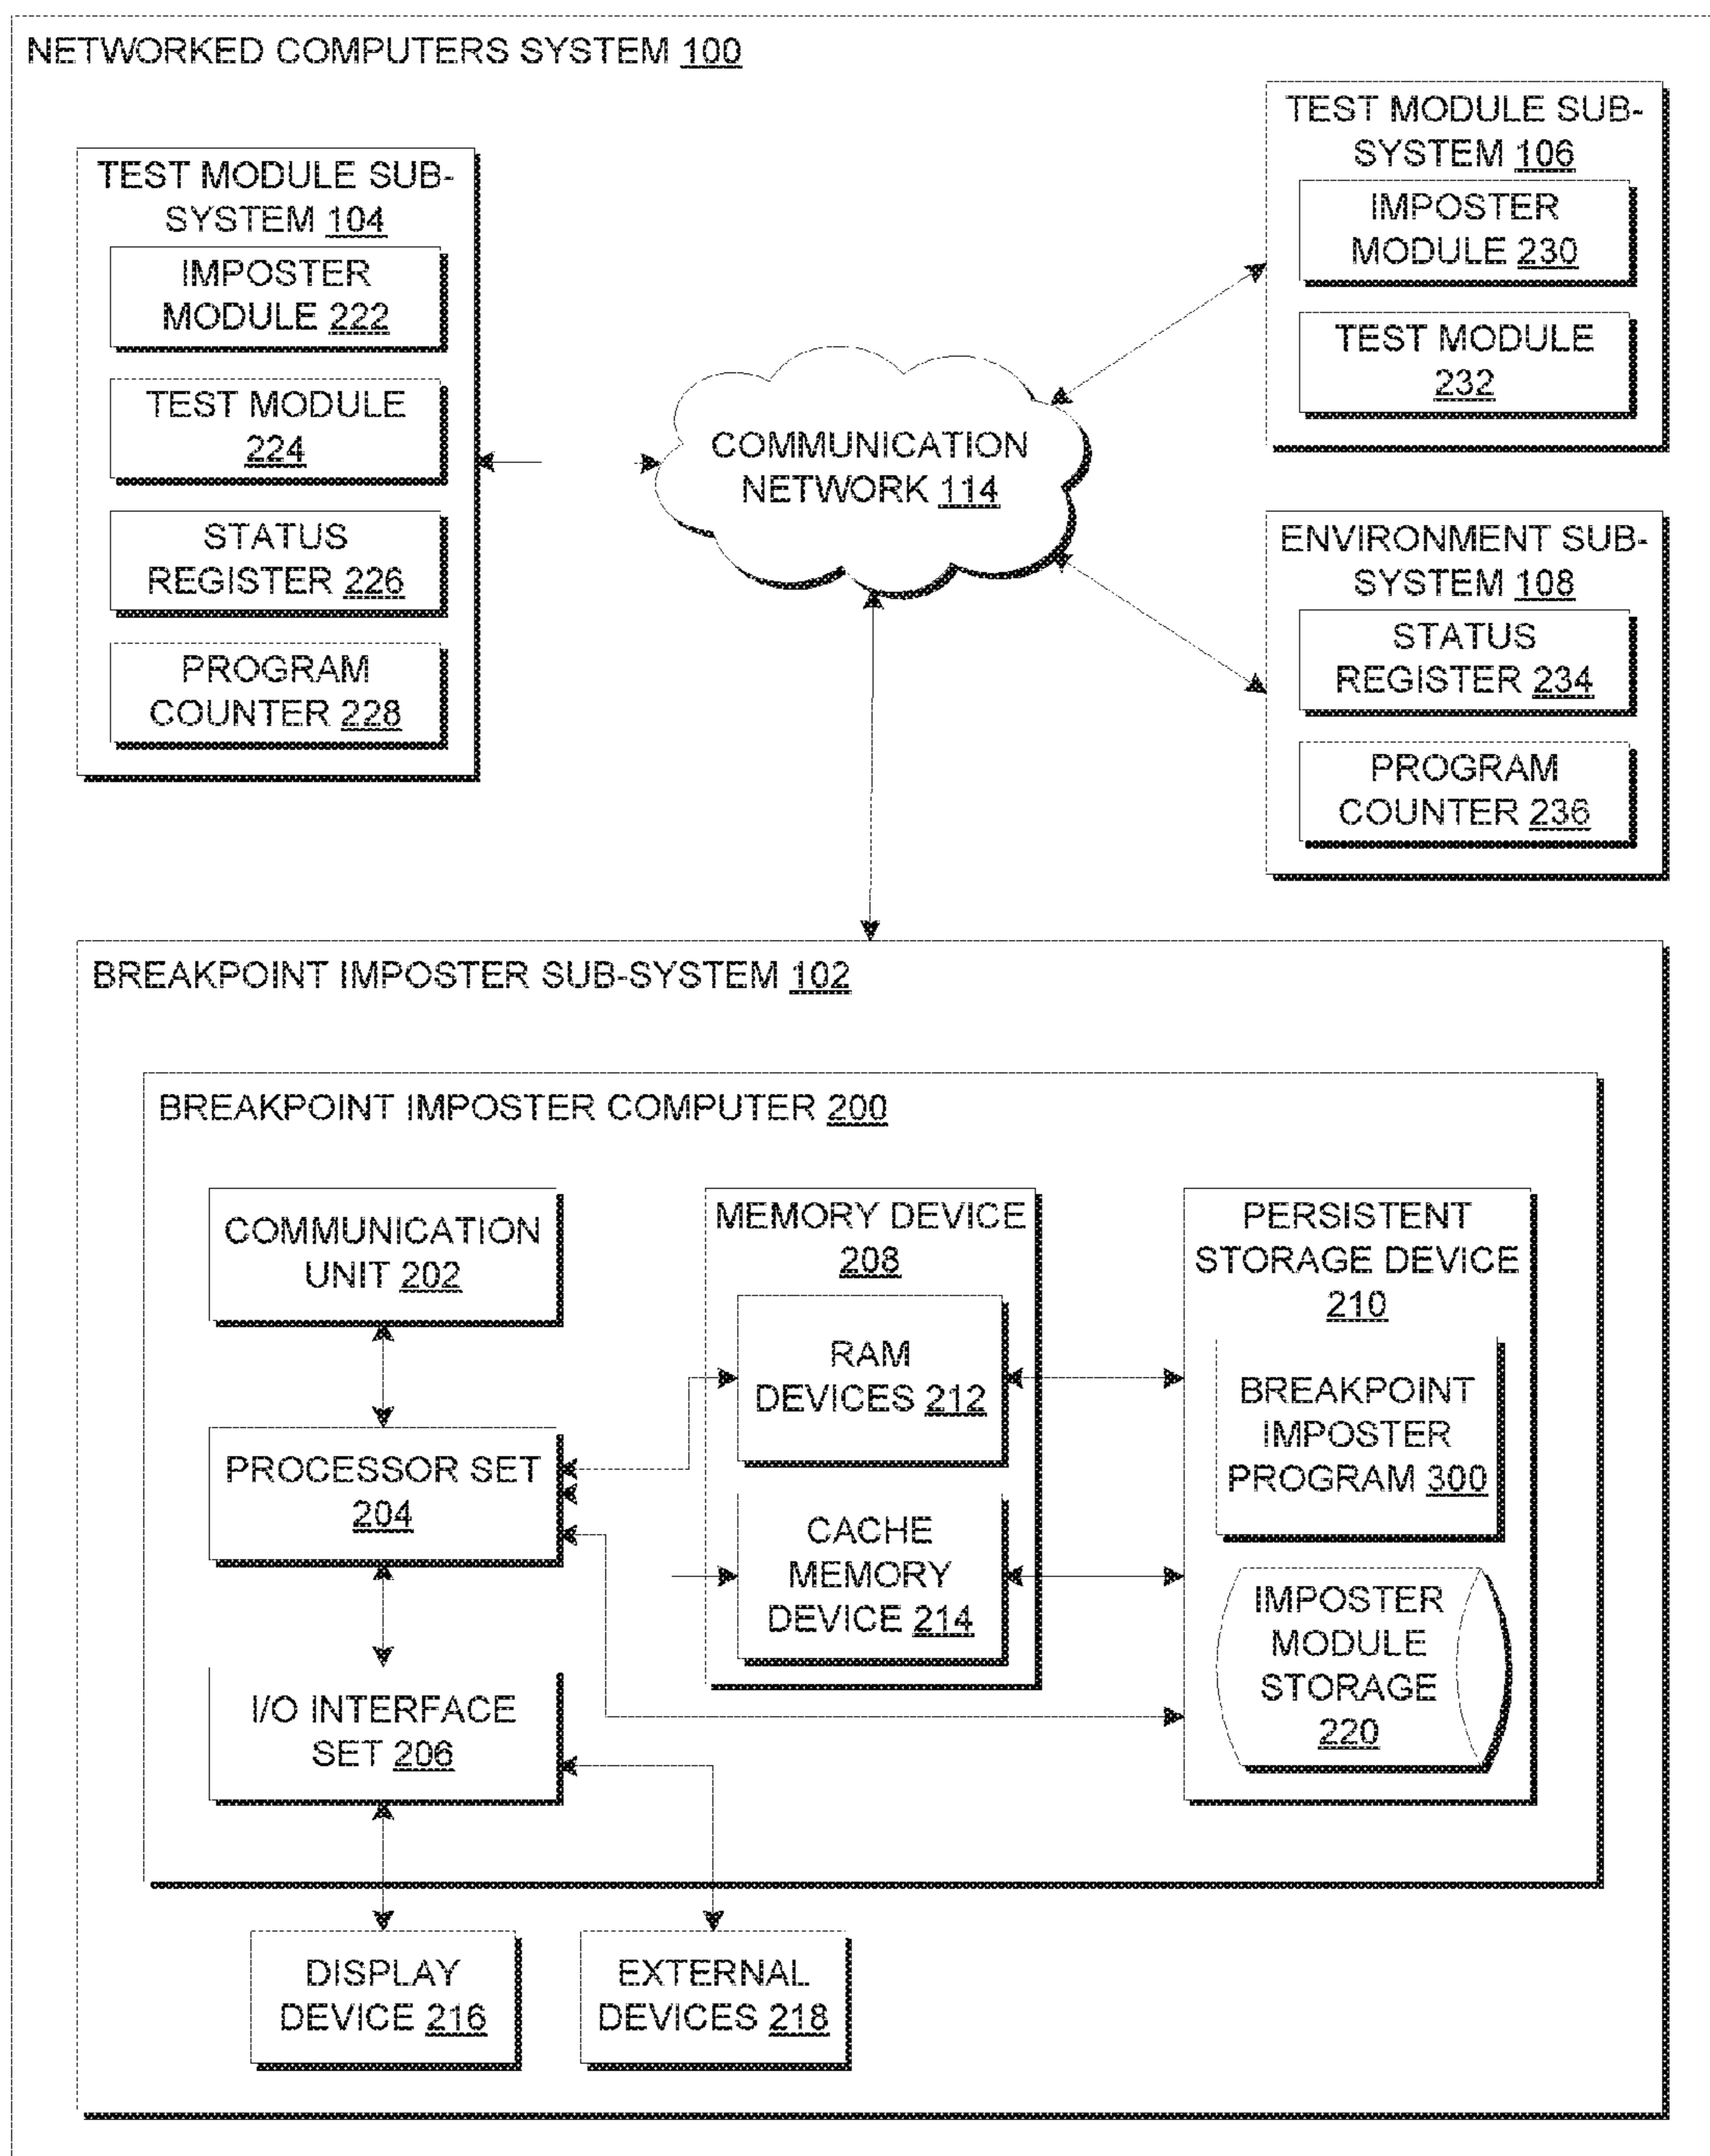 NETWORKED COMPUTERS SYSTEM 100
TEST MODULE SUB-
SYSTEM 104
IMPOSTER
MODULE 222
TEST MODULE
224
STATUS
REGISTER 226
PROGRAM
COUNTER 228
COMMUNICATION
NETWORK 114
TEST MODULE SUB-
SYSTEM 106
IMPOSTER
MODULE 230
TEST MODULE
232
ENVIRONMENT SUB-
SYSTEM 108
STATUS
REGISTER 234
PROGRAM
COUNTER 236
BREAKPOINT IMPOSTER SUB-SYSTEM 102
BREAKPOINT IMPOSTER COMPUTER 200
COMMUNICATION
UNIT 202
PROCESSOR SET
204
I/O INTERFACE
SET 206
MEMORY DEVICE
208
RAM
DEVICES 212
CACHE
MEMORY
DEVICE 214
PERSISTENT
STORAGE DEVICE
210
BREAKPOINT
IMPOSTER
PROGRAM 300
IMPOSTER
MODULE
STORAGE
220
DISPLAY
DEVICE 216
EXTERNAL
DEVICES 218